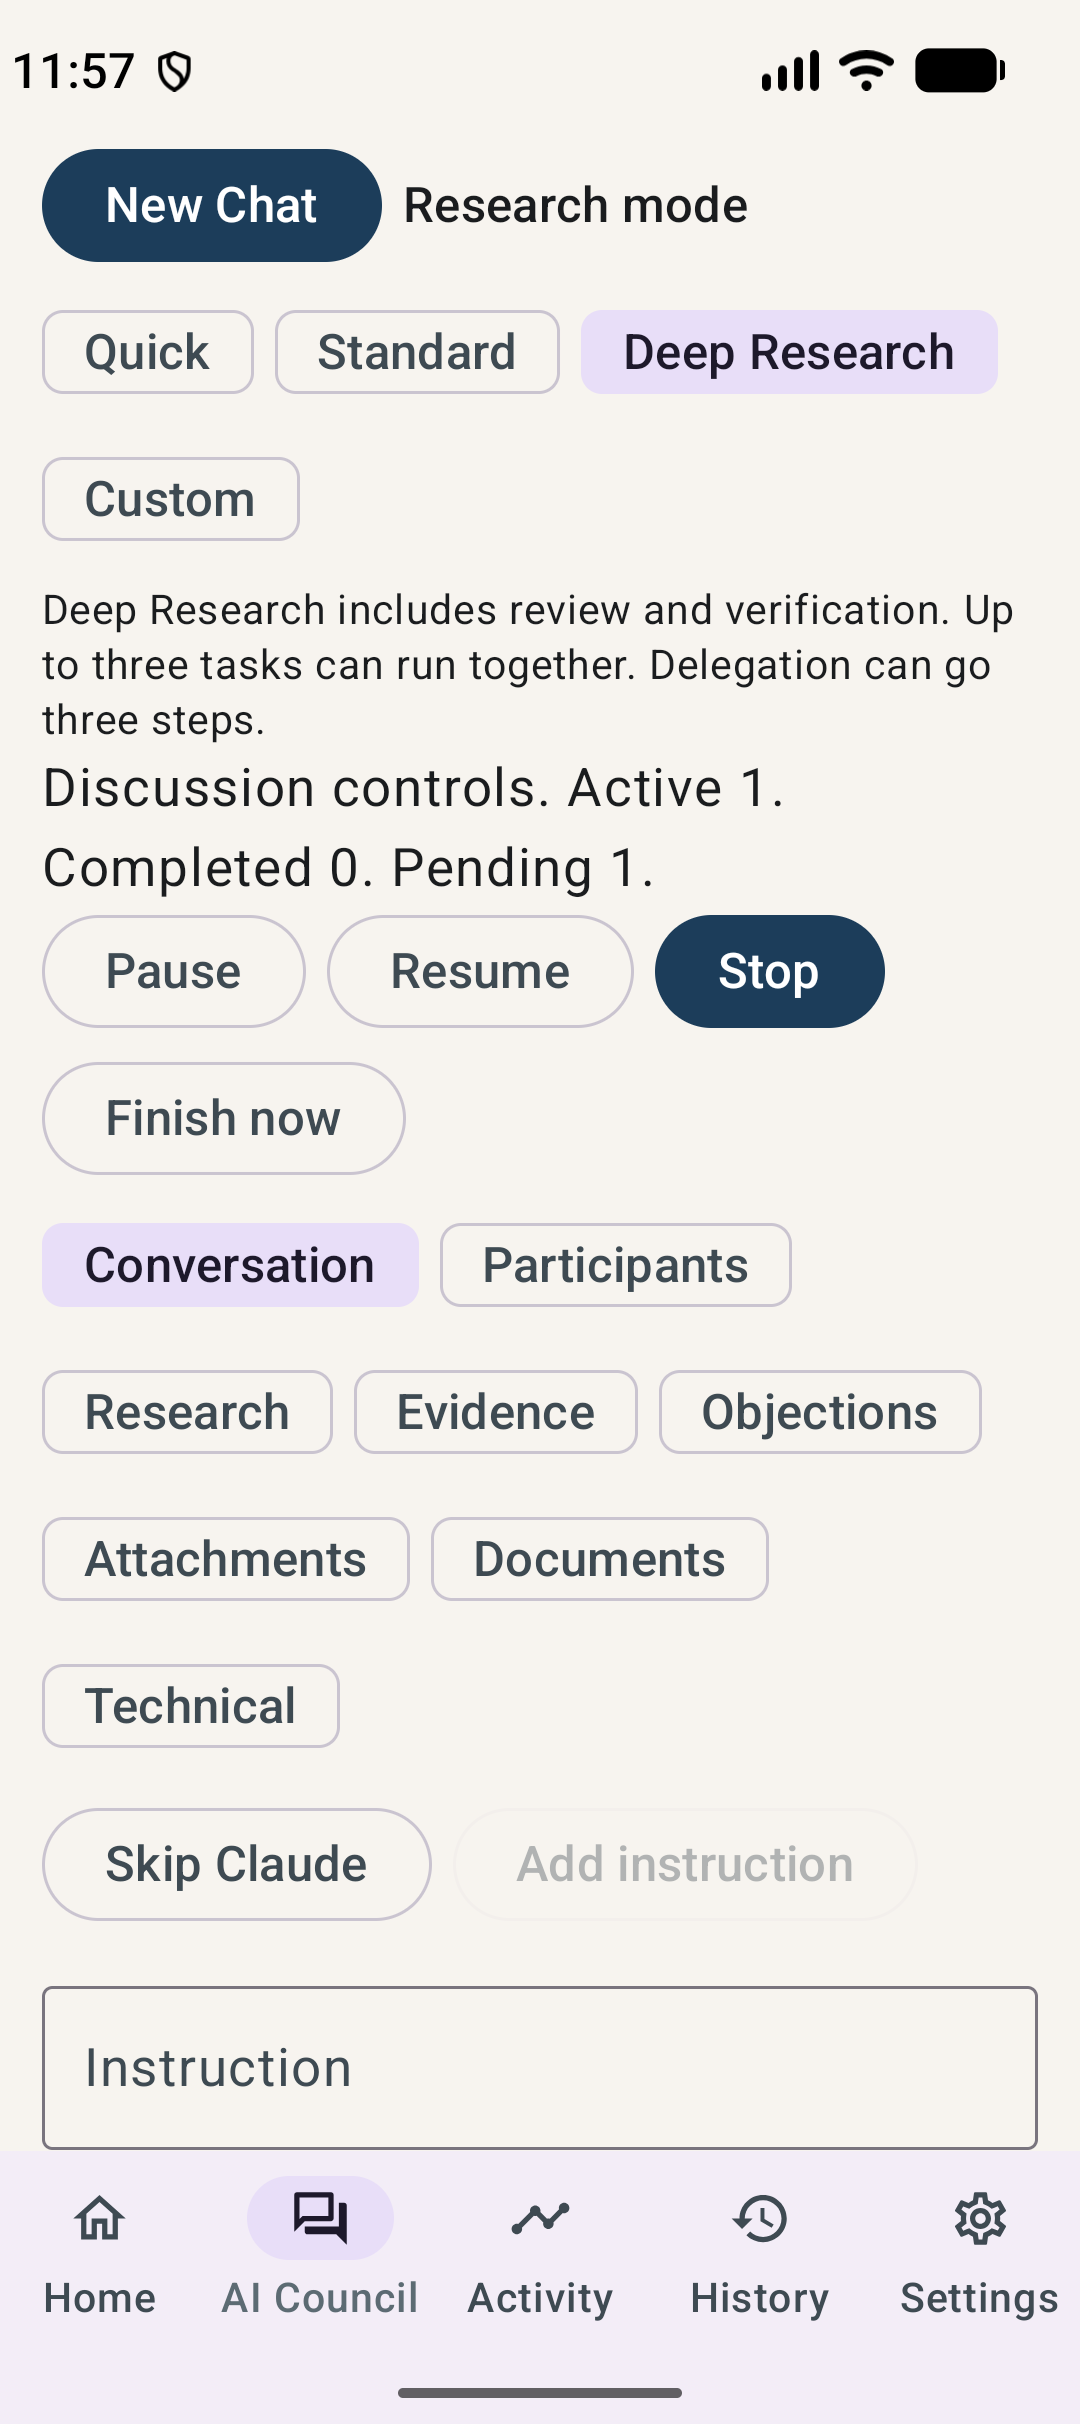 11:57
New Chat Research mode
Quick Standard Deep Research
Custom
Deep Research includes review and verification. Up
to three tasks can run together. Delegation can go
three steps.
Discussion controls. Active 1.
Completed 0. Pending 1.
Pause Resume Stop
Finish now
Conversation Participants
Research Evidence Objections
Attachments Documents
Technical
Skip Claude Add instruction
Instruction
Home AI Council Activity History Settings